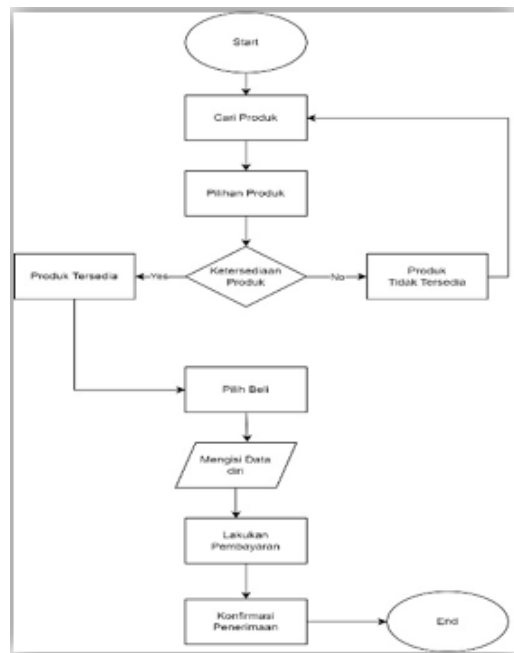 Start
Cari Produk
Pilihan Produk
Ketersediaan
Produk
Produk Tersedia
Yes
No
Produk
Tidak Tersedia
Pilih Beli
Mengisi Data
diri
Lakukan
Pembayaran
Konfirmasi
Penerimaan
End